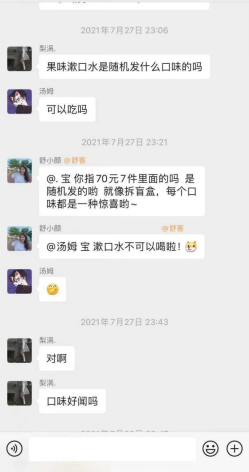 2021年7月27日 23:06
梨涡.
果味漱口水是随机发什么口味的吗
汤姆
可以吃吗
2021年7月27日 23:21
舒小颜 @舒客
@. 宝 你指70元7件里面的吗  是
随机发的哟  就像拆盲盒，每个口
味都是一种惊喜哟~
舒小颜 @舒客
@汤姆 宝 漱口水不可以喝啦！
汤姆
2021年7月27日 23:43
梨涡.
对啊
梨涡.
口味好闻吗